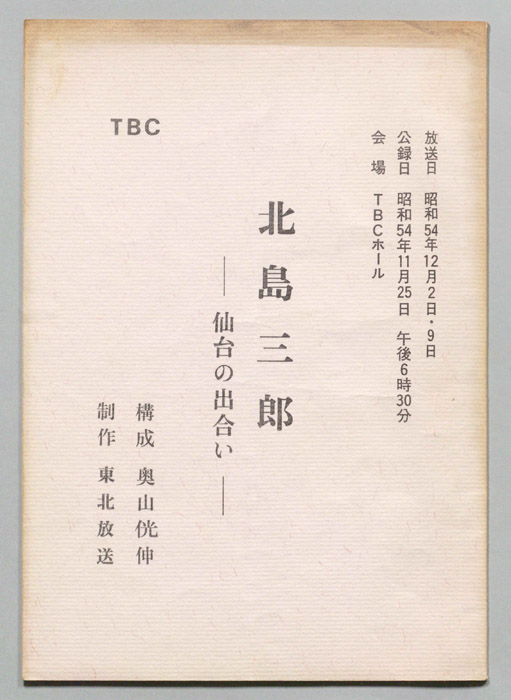 放送日 昭和54年12月2日・9日
公録日 昭和54年11月25日 午後6時30分
会場 TBCホール
北島三郎
―仙台の出合い―
構成 奥山侊伸
制作 東北放送
TBC